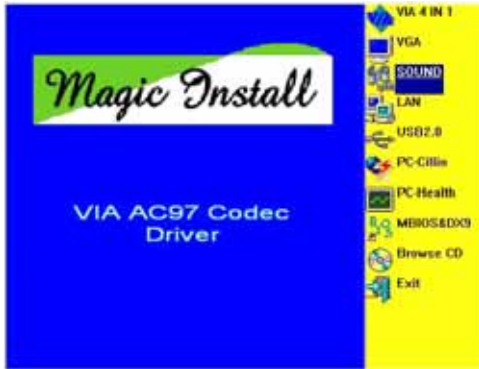 Magic Install
VIA AC97 Codec
Driver
VIA 4 IN 1
VGA
SOUND
LAN
USB2.0
PC-Cillin
PC-Health
MBIOS&DX9
Browse CD
Exit